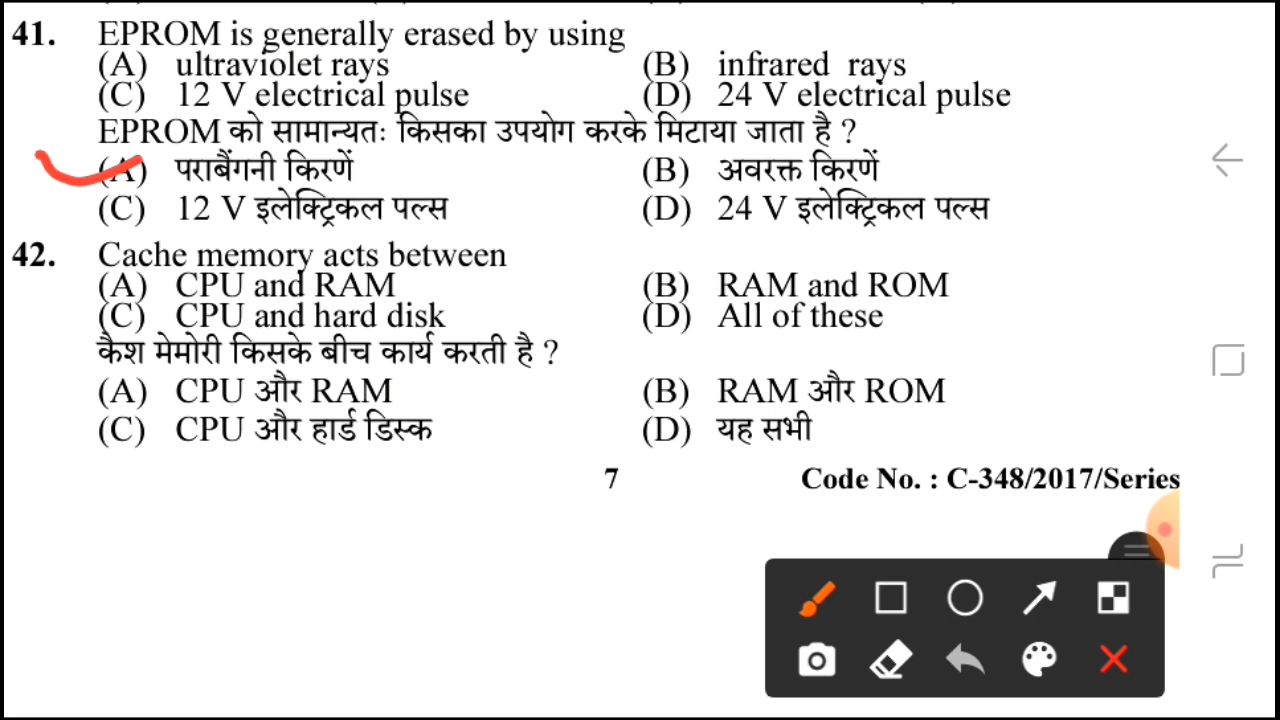 41. EPROM is generally erased by using
(A) ultraviolet rays (B) infrared rays
(C) 12 V electrical pulse (D) 24 V electrical pulse
EPROM को सामान्यतः किसका उपयोग करके मिटाया जाता है ?
(A) पराबैंगनी किरणें (B) अवरक्त किरणें
(C) 12 V इलेक्ट्रिकल पल्स (D) 24 V इलेक्ट्रिकल पल्स
42. Cache memory acts between
(A) CPU and RAM (B) RAM and ROM
(C) CPU and hard disk (D) All of these
कैश मेमोरी किसके बीच कार्य करती है ?
(A) CPU और RAM (B) RAM और ROM
(C) CPU और हार्ड डिस्क (D) यह सभी
7 Code No. : C-348/2017/Series